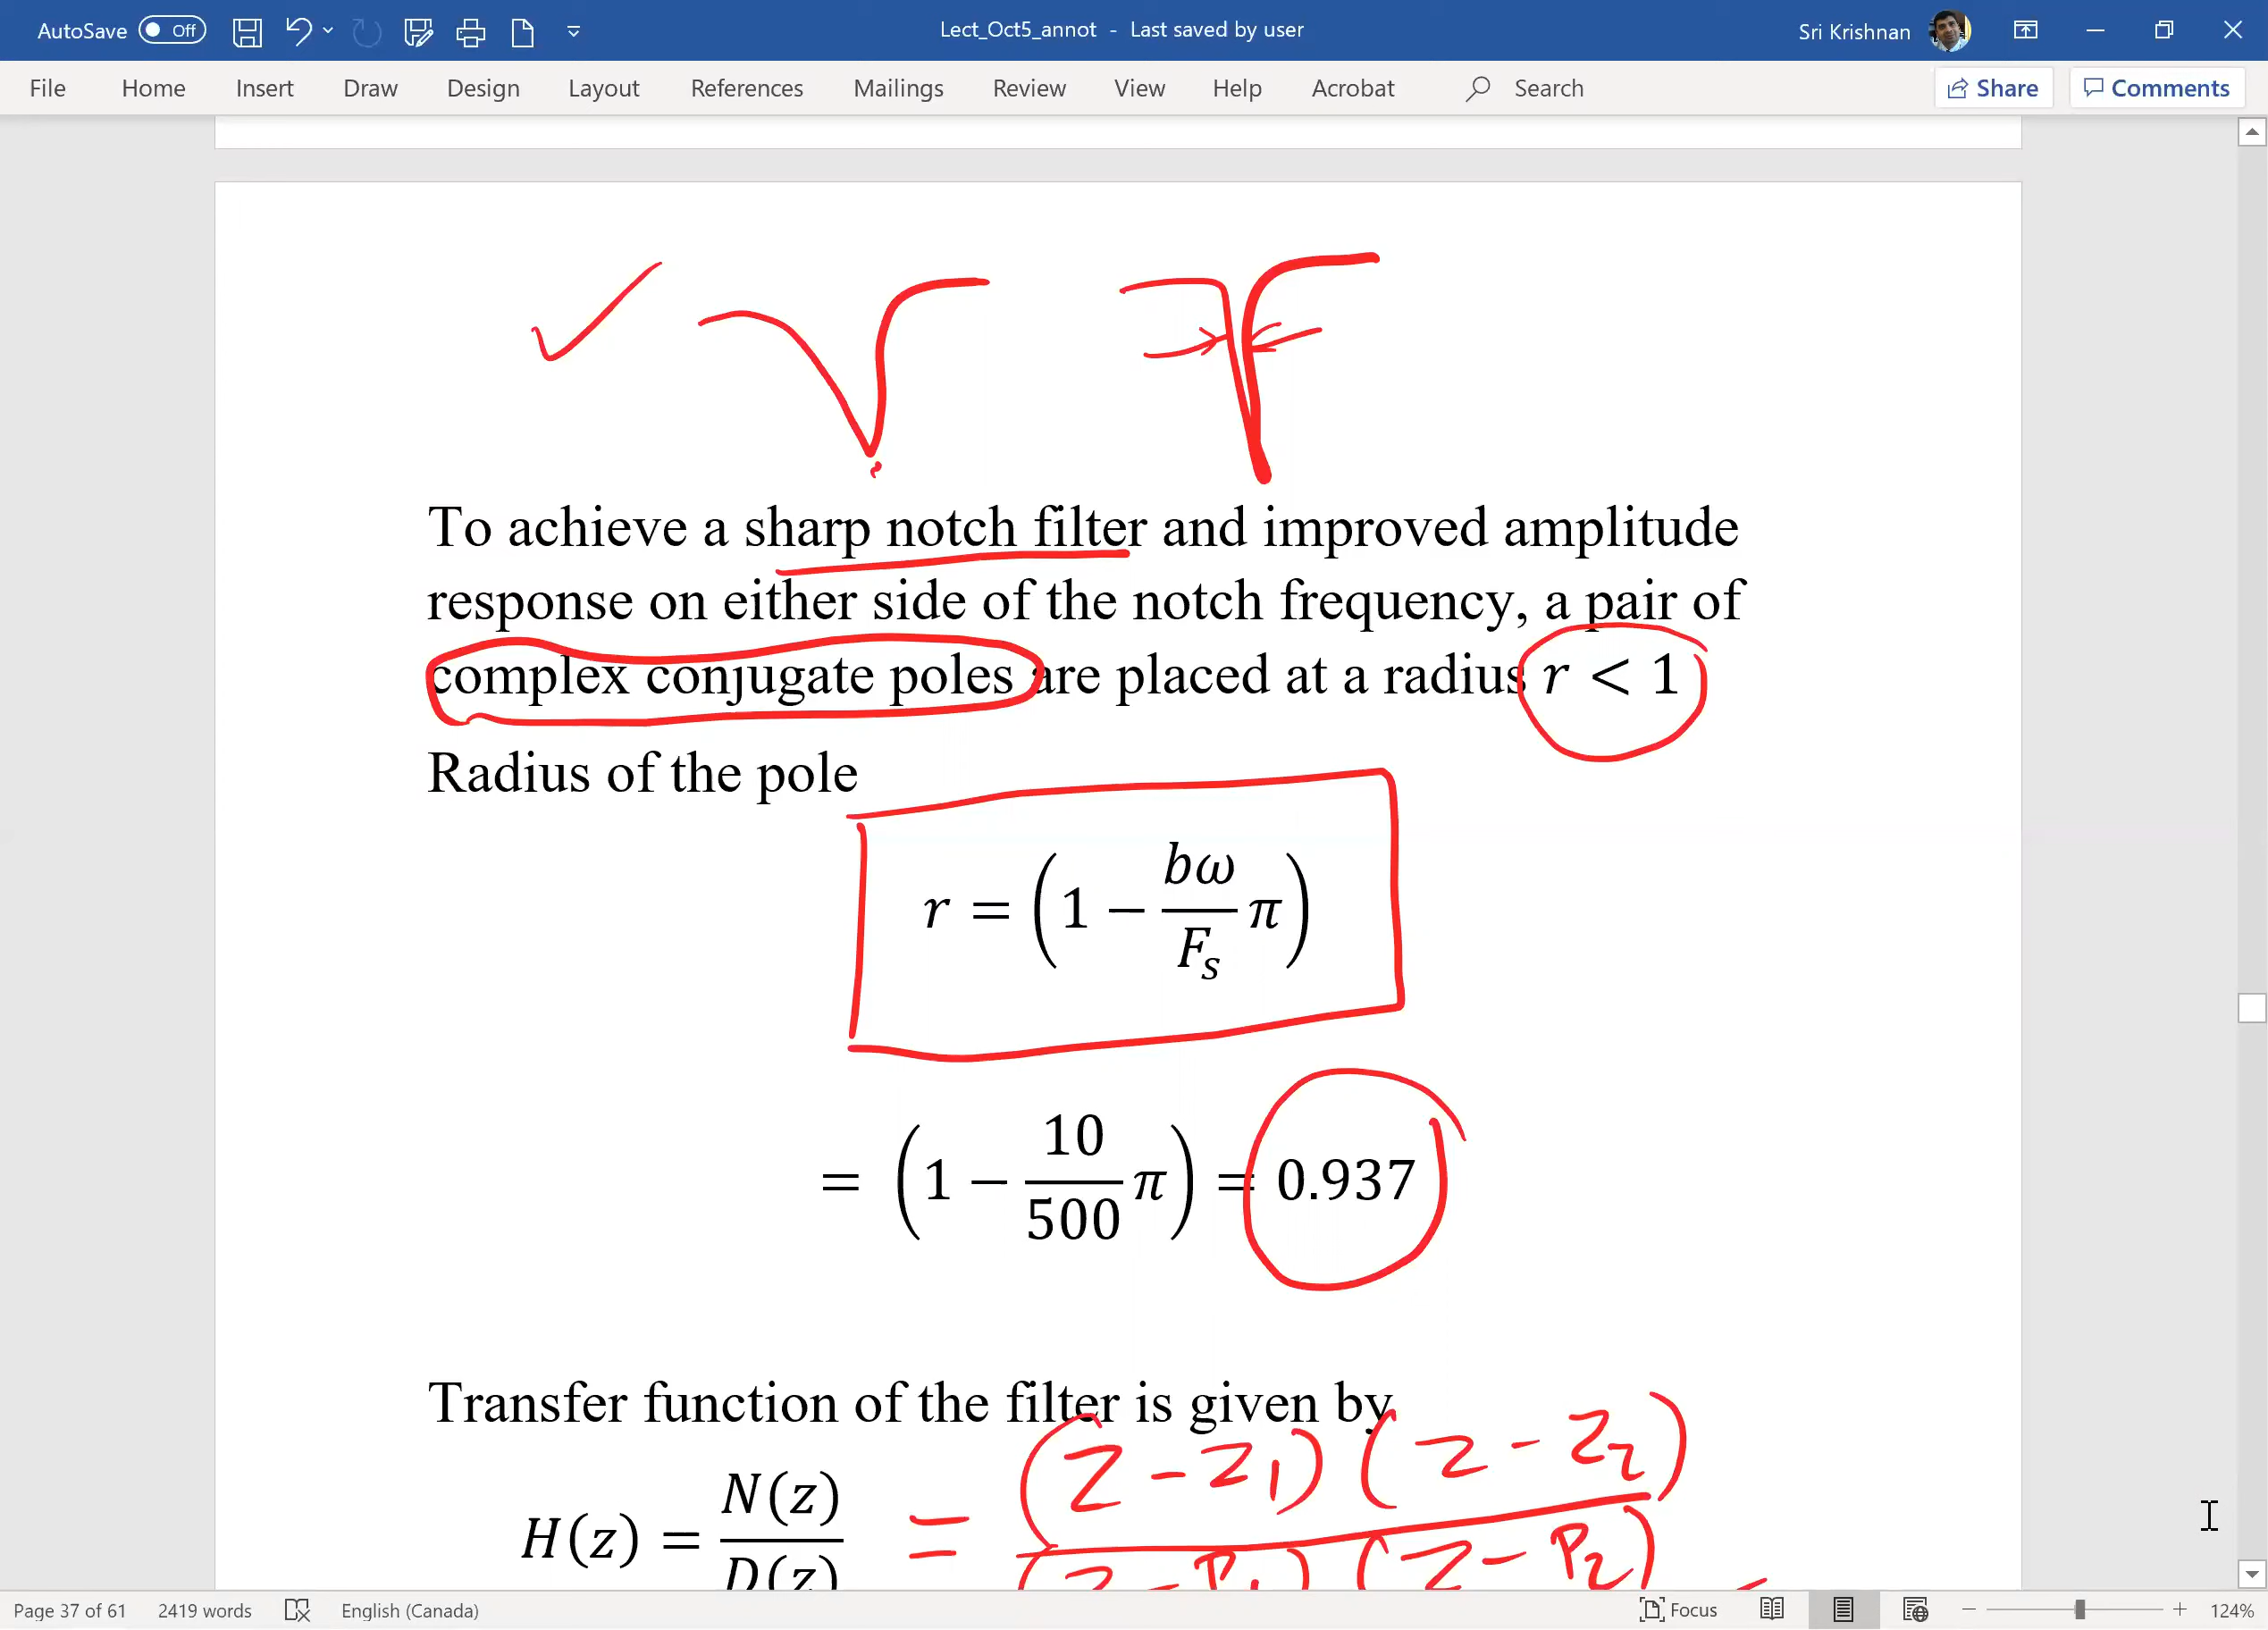 AutoSave Off Lect_Oct5_annot - Last saved by user Sri Krishnan
File Home Insert Draw Design Layout References Mailings Review View Help Acrobat Search Share Comments
To achieve a sharp notch filter and improved amplitude
response on either side of the notch frequency, a pair of
complex conjugate poles are placed at a radius r < 1
Radius of the pole
r = (1 − bω/F_s π)
= (1 − 10/500 π) = 0.937
Transfer function of the filter is given by
H(z) = N(z)/D(z) = (z − z₁)(z − z₂)/(z − P₁)(z − P₂)
Page 37 of 61 2419 words English (Canada) Focus 124%